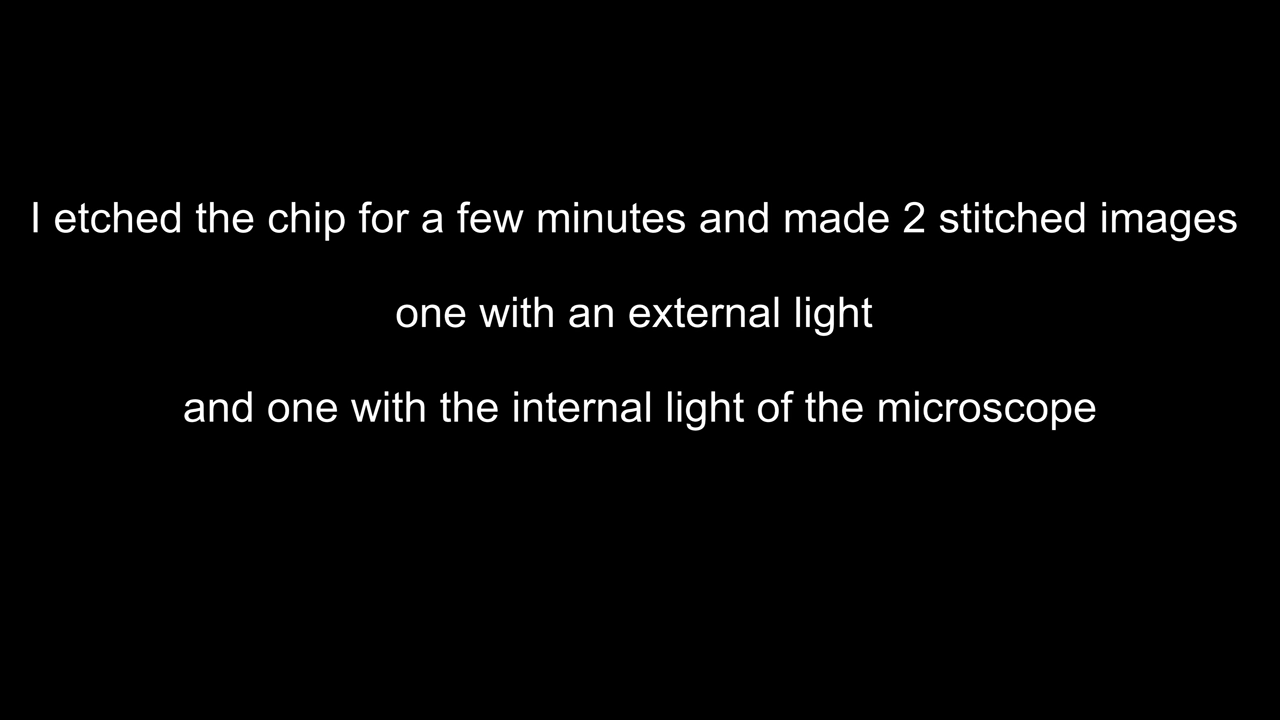 I etched the chip for a few minutes and made 2 stitched images
one with an external light
and one with the internal light of the microscope